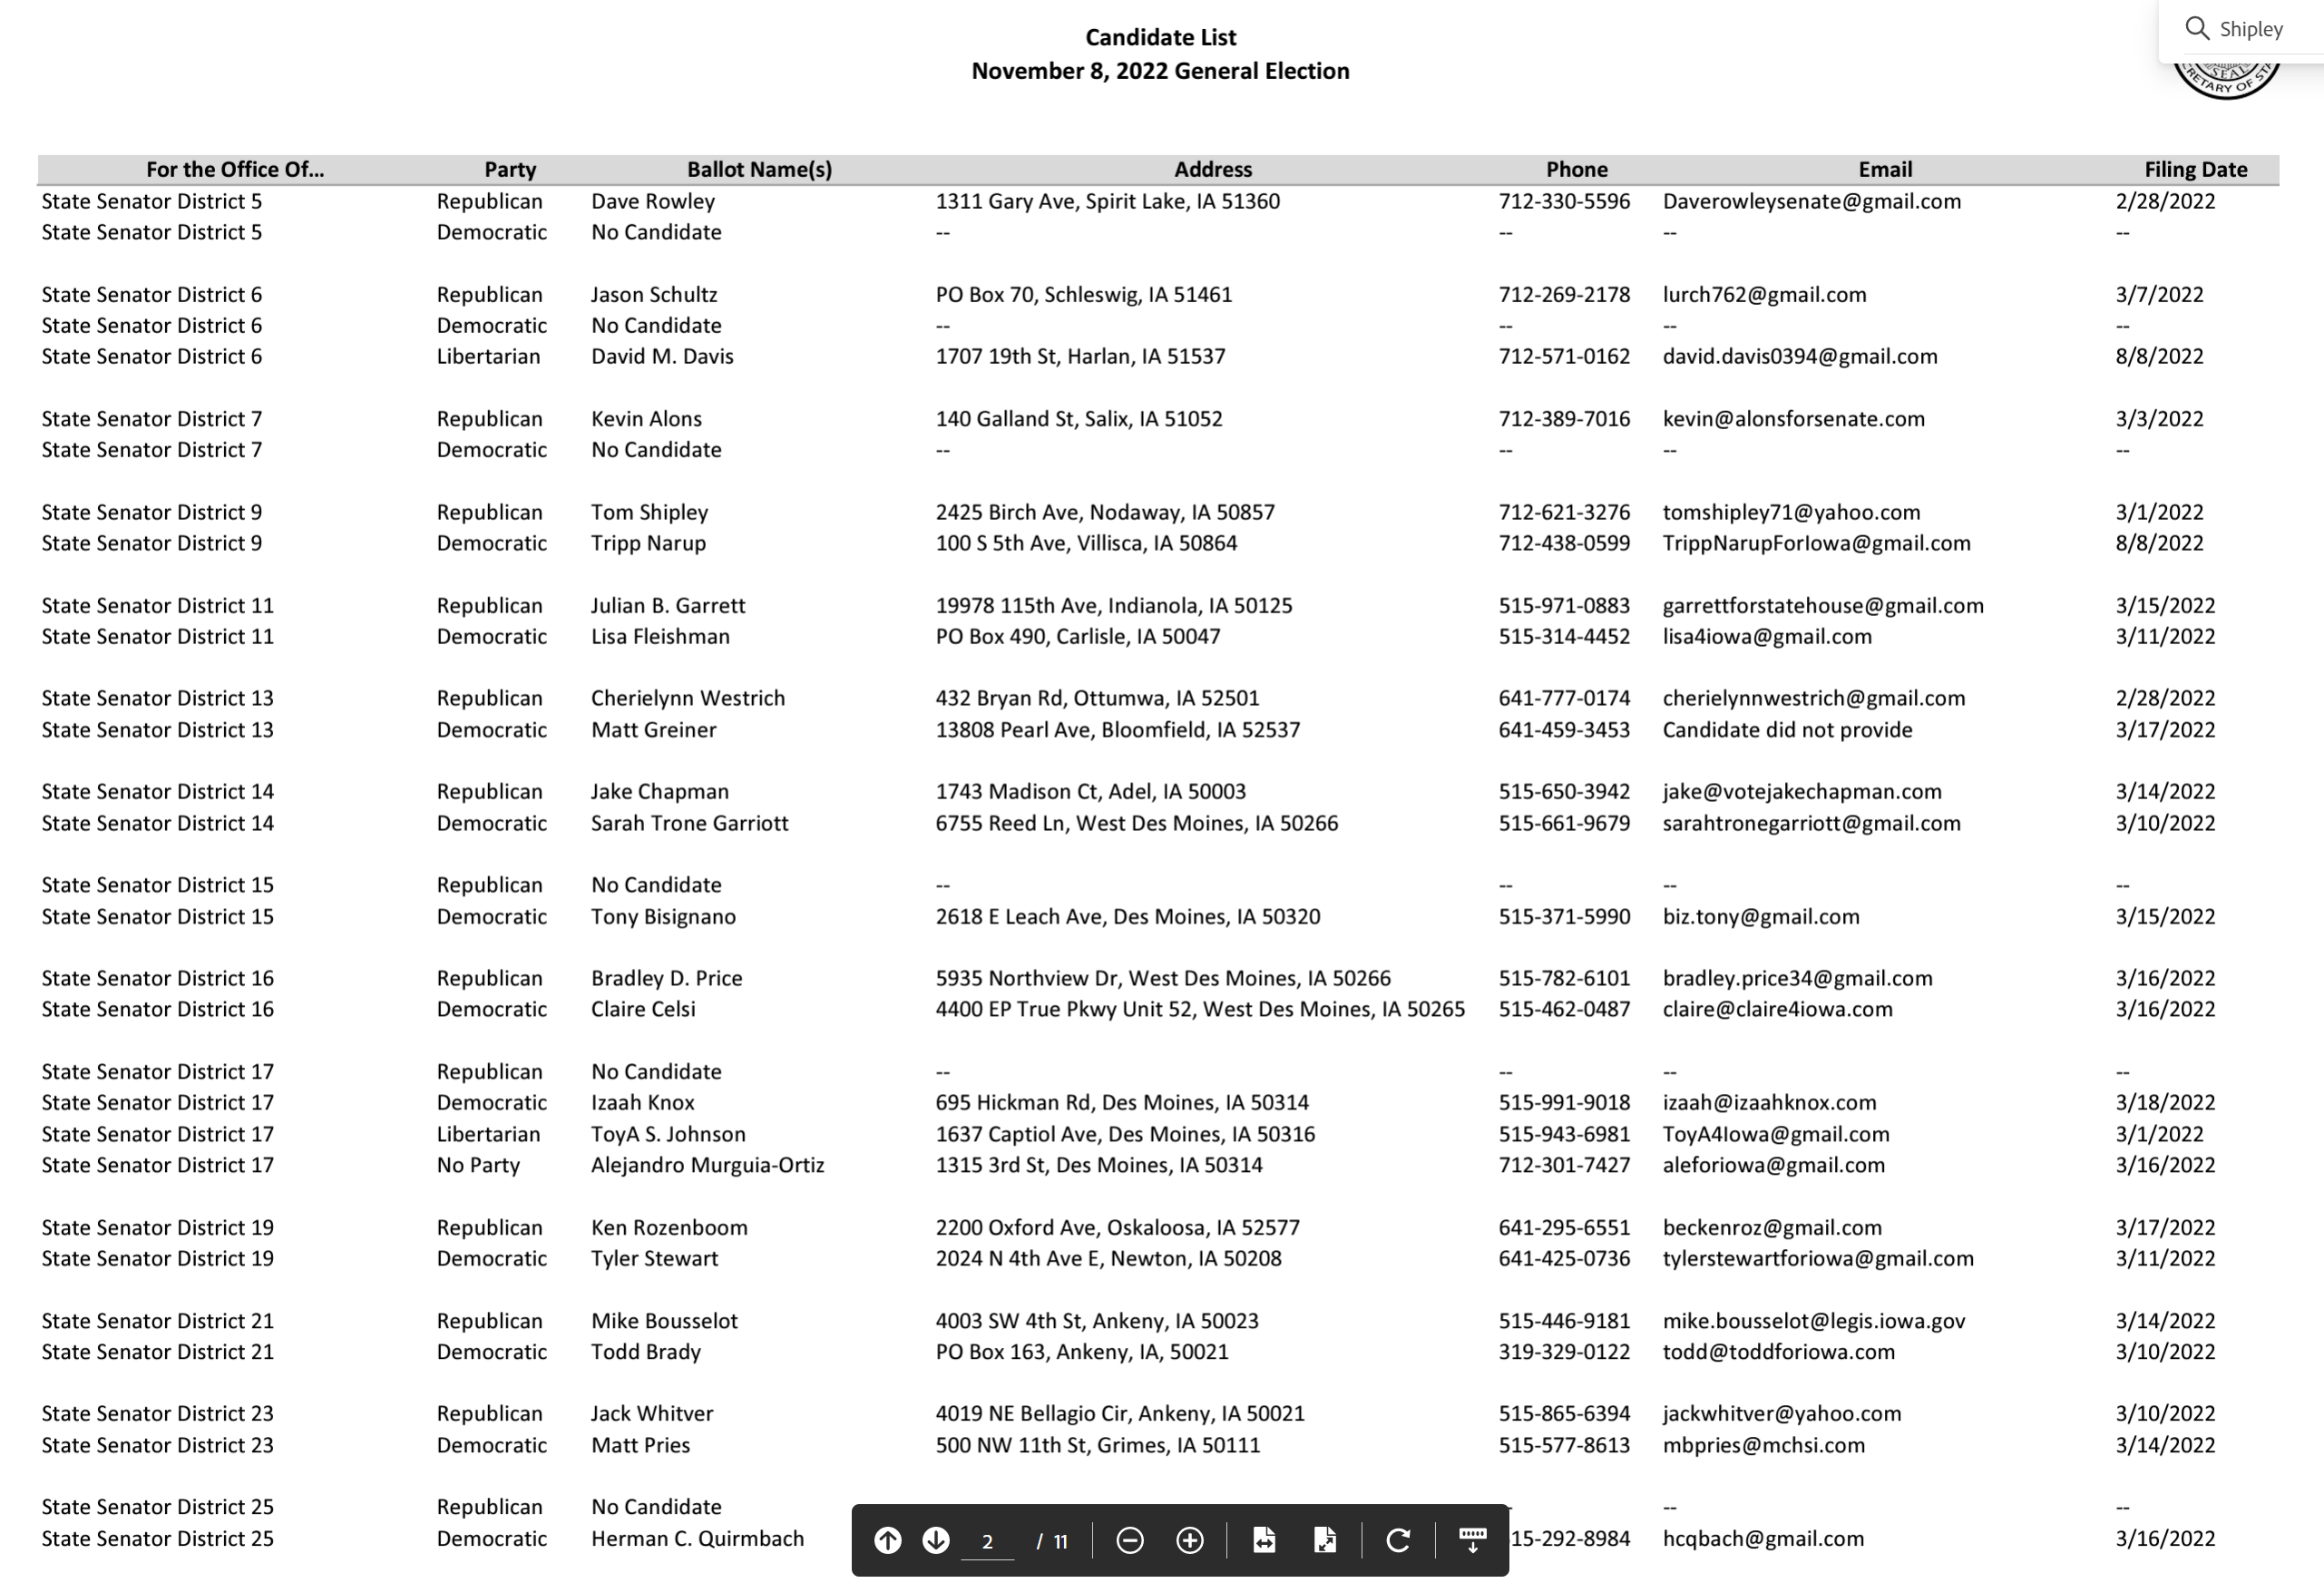 Candidate List
November 8, 2022 General Election
Shipley
SEAL
For the Office Of... Party Ballot Name(s) Address Phone Email Filing Date
State Senator District 5 Republican Dave Rowley 1311 Gary Ave, Spirit Lake, IA 51360 712-330-5596 Daverowleysenate@gmail.com 2/28/2022
State Senator District 5 Democratic No Candidate -- -- -- --
State Senator District 6 Republican Jason Schultz PO Box 70, Schleswig, IA 51461 712-269-2178 lurch762@gmail.com 3/7/2022
State Senator District 6 Democratic No Candidate -- -- -- --
State Senator District 6 Libertarian David M. Davis 1707 19th St, Harlan, IA 51537 712-571-0162 david.davis0394@gmail.com 8/8/2022
State Senator District 7 Republican Kevin Alons 140 Galland St, Salix, IA 51052 712-389-7016 kevin@alonsforsenate.com 3/3/2022
State Senator District 7 Democratic No Candidate -- -- -- --
State Senator District 9 Republican Tom Shipley 2425 Birch Ave, Nodaway, IA 50857 712-621-3276 tomshipley71@yahoo.com 3/1/2022
State Senator District 9 Democratic Tripp Narup 100 S 5th Ave, Villisca, IA 50864 712-438-0599 TrippNarupForIowa@gmail.com 8/8/2022
State Senator District 11 Republican Julian B. Garrett 19978 115th Ave, Indianola, IA 50125 515-971-0883 garrettforstatehouse@gmail.com 3/15/2022
State Senator District 11 Democratic Lisa Fleishman PO Box 490, Carlisle, IA 50047 515-314-4452 lisa4iowa@gmail.com 3/11/2022
State Senator District 13 Republican Cherielynn Westrich 432 Bryan Rd, Ottumwa, IA 52501 641-777-0174 cherielynnwestrich@gmail.com 2/28/2022
State Senator District 13 Democratic Matt Greiner 13808 Pearl Ave, Bloomfield, IA 52537 641-459-3453 Candidate did not provide 3/17/2022
State Senator District 14 Republican Jake Chapman 1743 Madison Ct, Adel, IA 50003 515-650-3942 jake@votejakechapman.com 3/14/2022
State Senator District 14 Democratic Sarah Trone Garriott 6755 Reed Ln, West Des Moines, IA 50266 515-661-9679 sarahtronegarriott@gmail.com 3/10/2022
State Senator District 15 Republican No Candidate -- -- -- --
State Senator District 15 Democratic Tony Bisignano 2618 E Leach Ave, Des Moines, IA 50320 515-371-5990 biz.tony@gmail.com 3/15/2022
State Senator District 16 Republican Bradley D. Price 5935 Northview Dr, West Des Moines, IA 50266 515-782-6101 bradley.price34@gmail.com 3/16/2022
State Senator District 16 Democratic Claire Celsi 4400 EP True Pkwy Unit 52, West Des Moines, IA 50265 515-462-0487 claire@claire4iowa.com 3/16/2022
State Senator District 17 Republican No Candidate -- -- -- --
State Senator District 17 Democratic Izaah Knox 695 Hickman Rd, Des Moines, IA 50314 515-991-9018 izaah@izaahknox.com 3/18/2022
State Senator District 17 Libertarian ToyA S. Johnson 1637 Captiol Ave, Des Moines, IA 50316 515-943-6981 ToyA4Iowa@gmail.com 3/1/2022
State Senator District 17 No Party Alejandro Murguia-Ortiz 1315 3rd St, Des Moines, IA 50314 712-301-7427 aleforiowa@gmail.com 3/16/2022
State Senator District 19 Republican Ken Rozenboom 2200 Oxford Ave, Oskaloosa, IA 52577 641-295-6551 beckenroz@gmail.com 3/17/2022
State Senator District 19 Democratic Tyler Stewart 2024 N 4th Ave E, Newton, IA 50208 641-425-0736 tylerstewartforiowa@gmail.com 3/11/2022
State Senator District 21 Republican Mike Bousselot 4003 SW 4th St, Ankeny, IA 50023 515-446-9181 mike.bousselot@legis.iowa.gov 3/14/2022
State Senator District 21 Democratic Todd Brady PO Box 163, Ankeny, IA, 50021 319-329-0122 todd@toddforiowa.com 3/10/2022
State Senator District 23 Republican Jack Whitver 4019 NE Bellagio Cir, Ankeny, IA 50021 515-865-6394 jackwhitver@yahoo.com 3/10/2022
State Senator District 23 Democratic Matt Pries 500 NW 11th St, Grimes, IA 50111 515-577-8613 mbpries@mchsi.com 3/14/2022
State Senator District 25 Republican No Candidate -- --
State Senator District 25 Democratic Herman C. Quirmbach 15-292-8984 hcqbach@gmail.com 3/16/2022
2 / 11